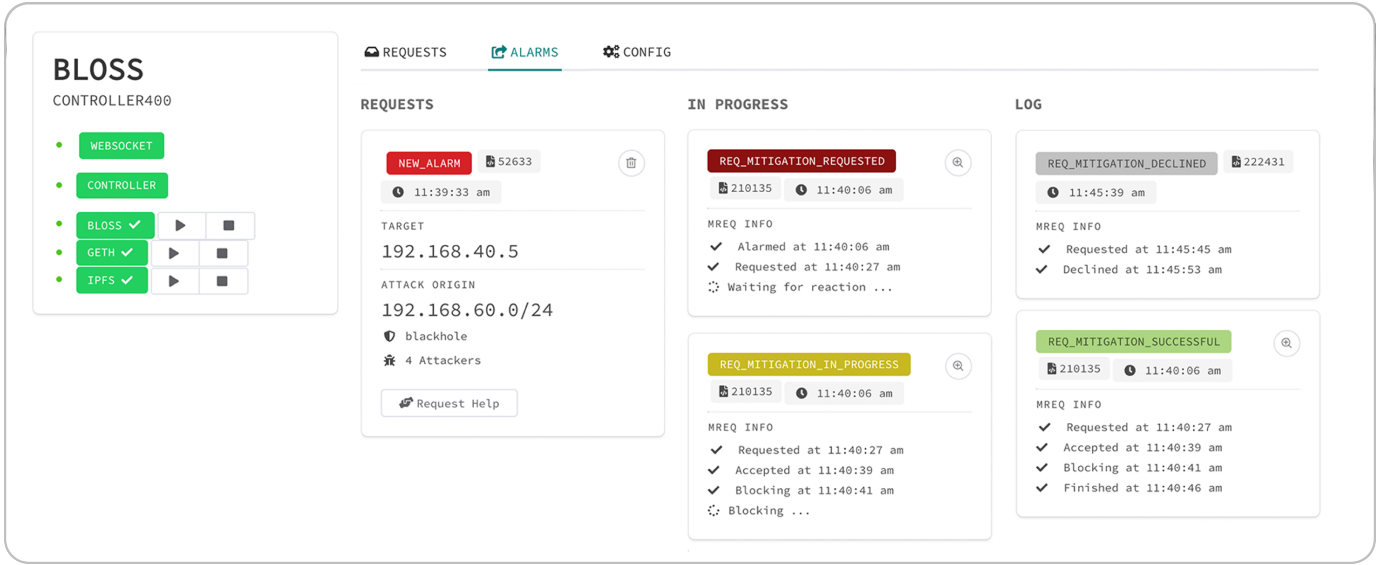 BLOSS
CONTROLLER400
WEBSOCKET
CONTROLLER
BLOSS
GETH
IPFS
REQUESTS ALARMS CONFIG
REQUESTS
NEW_ALARM 52633
11:39:33 am
TARGET
192.168.40.5
ATTACK ORIGIN
192.168.60.0/24
blackhole
4 Attackers
Request Help
IN PROGRESS
REQ_MITIGATION_REQUESTED
210135 11:40:06 am
MREQ INFO
Alarmed at 11:40:06 am
Requested at 11:40:27 am
Waiting for reaction ...
REQ_MITIGATION_IN_PROGRESS
210135 11:40:06 am
MREQ INFO
Requested at 11:40:27 am
Accepted at 11:40:39 am
Blocking at 11:40:41 am
Blocking ...
LOG
REQ_MITIGATION_DECLINED 222431
11:45:39 am
MREQ INFO
Requested at 11:45:45 am
Declined at 11:45:53 am
REQ_MITIGATION_SUCCESSFUL
210135 11:40:06 am
MREQ INFO
Requested at 11:40:27 am
Accepted at 11:40:39 am
Blocking at 11:40:41 am
Finished at 11:40:46 am